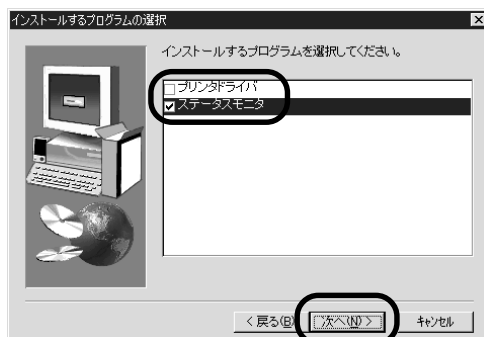 インストールするプログラムの選択
インストールするプログラムを選択してください。
プリンタドライバ
ステータスモニタ
< 戻る(B)
次へ(N) >
キャンセル